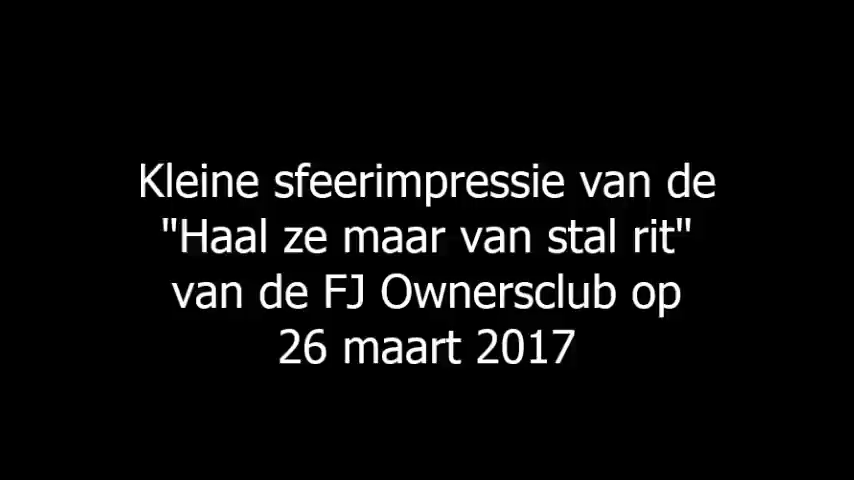 Kleine sfeerimpressie van de
"Haal ze maar van stal rit"
van de FJ Ownersclub op
26 maart 2017